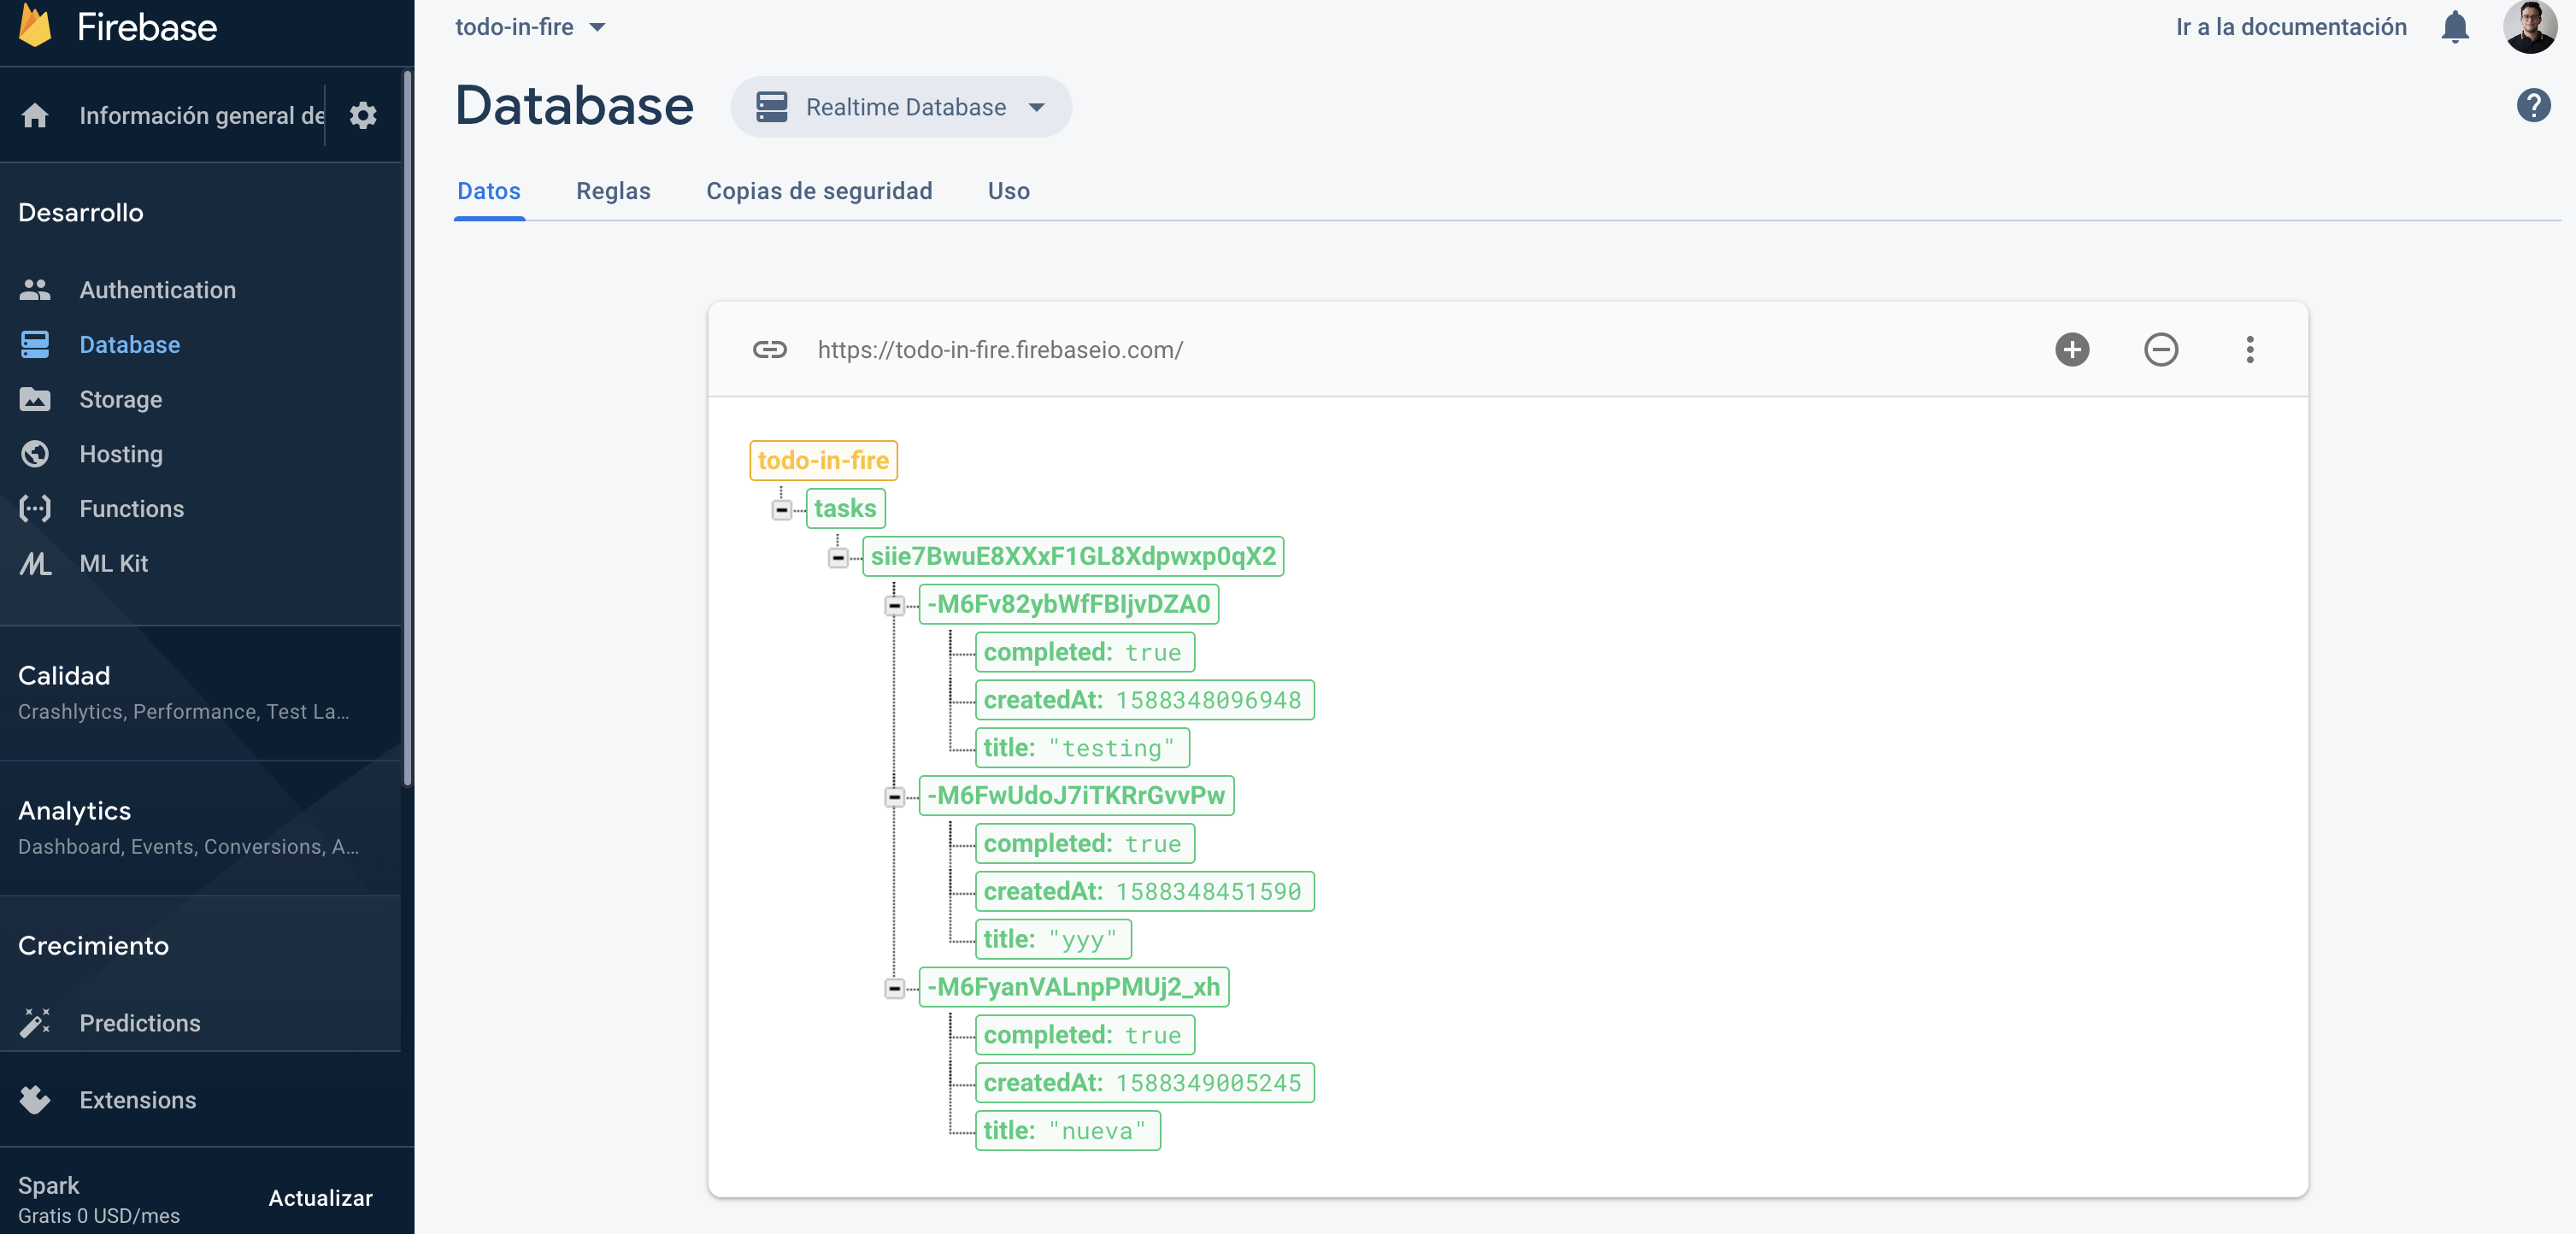 Firebase
Información general de
Desarrollo
Authentication
Database
Storage
Hosting
Functions
ML Kit
Calidad
Crashlytics, Performance, Test La...
Analytics
Dashboard, Events, Conversions, A...
Crecimiento
Predictions
Extensions
Spark
Gratis 0 USD/mes
Actualizar
todo-in-fire
Ir a la documentación
Database
Realtime Database
?
Datos
Reglas
Copias de seguridad
Uso
https://todo-in-fire.firebaseio.com/
todo-in-fire
tasks
siie7BwuE8XXxF1GL8Xdpwxp0qX2
-M6Fv82ybWfFBIjvDZA0
completed: true
createdAt: 1588348096948
title: "testing"
-M6FwUdoJ7iTKRrGvvPw
completed: true
createdAt: 1588348451590
title: "yyy"
-M6FyanVALnpPMUj2_xh
completed: true
createdAt: 1588349005245
title: "nueva"